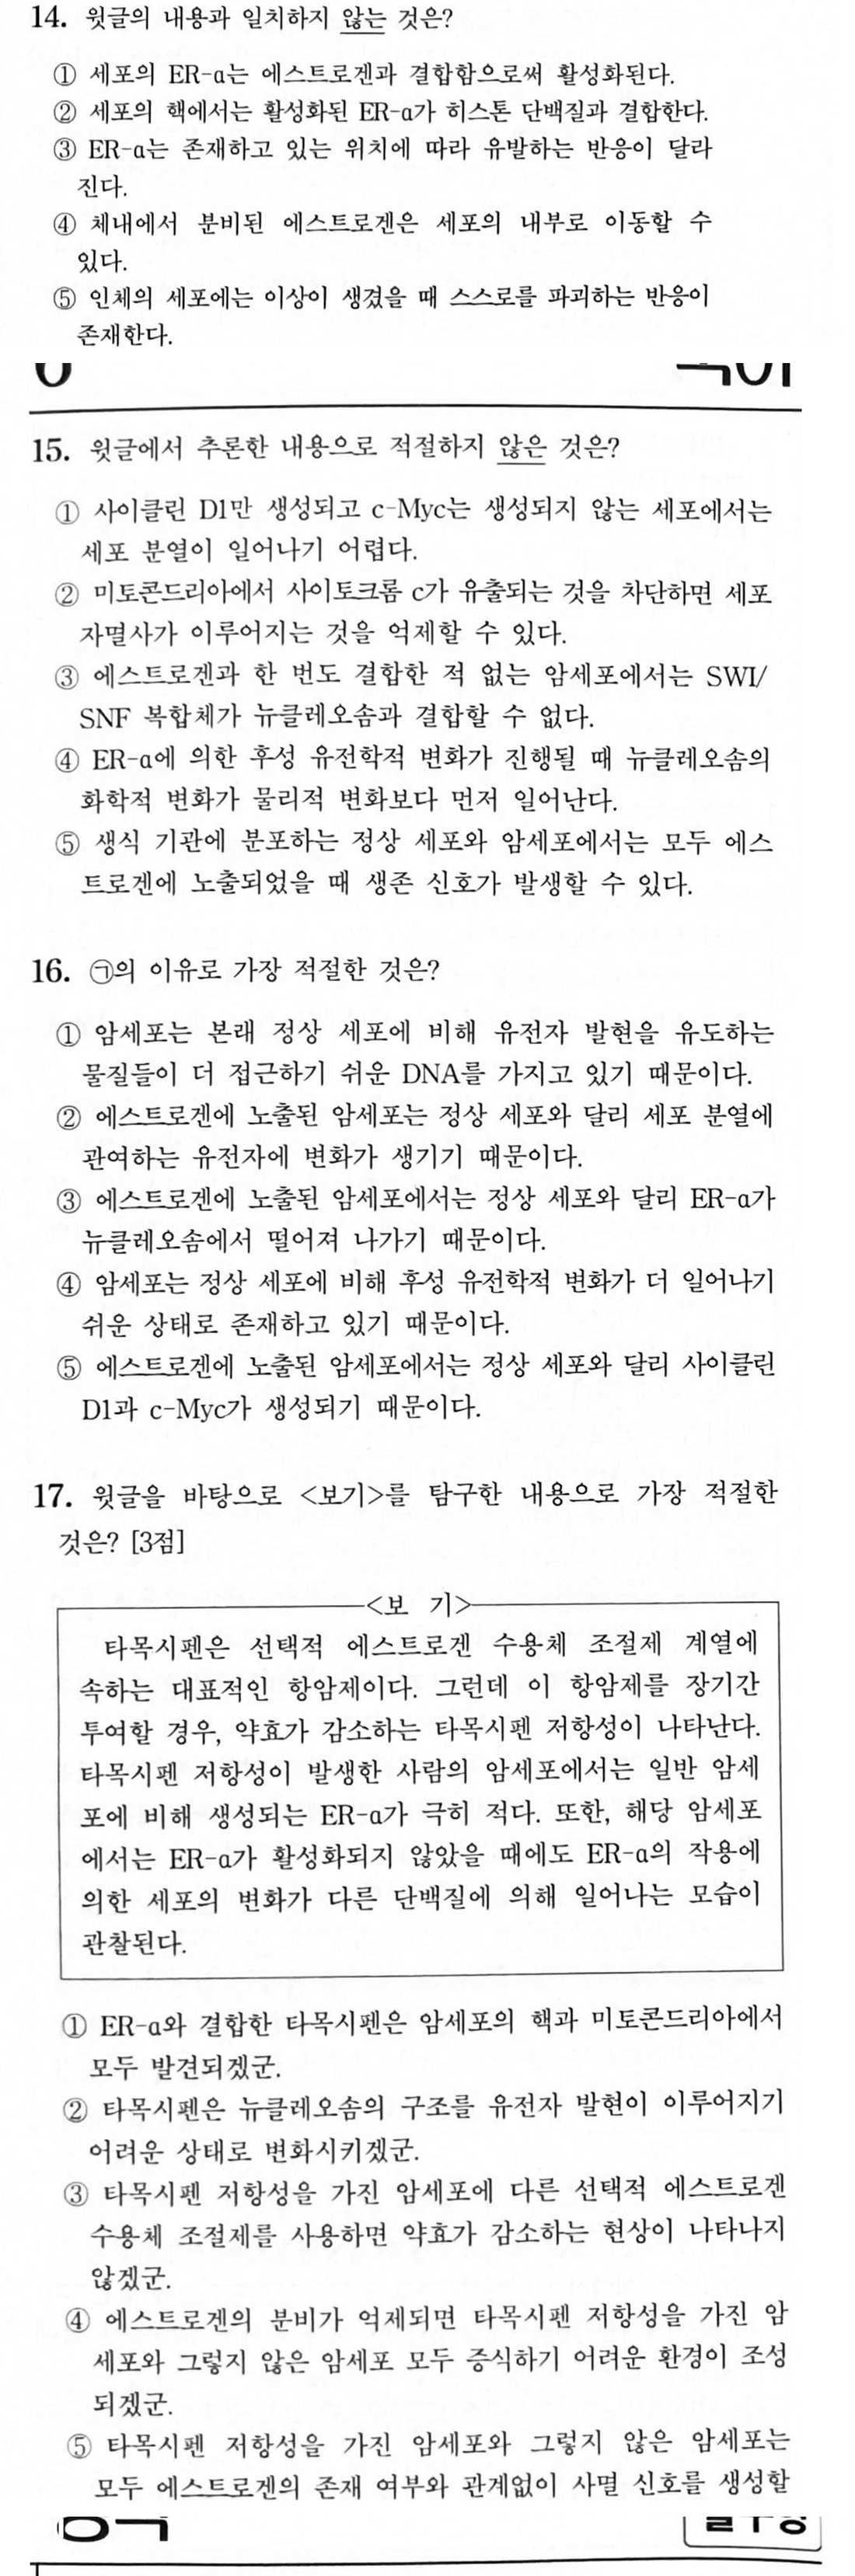 14. 윗글의 내용과 일치하지 않는 것은?
① 세포의 ER-α는 에스트로겐과 결합함으로써 활성화된다.
② 세포의 핵에서는 활성화된 ER-α가 히스톤 단백질과 결합한다.
③ ER-α는 존재하고 있는 위치에 따라 유발하는 반응이 달라
진다.
④ 체내에서 분비된 에스트로겐은 세포의 내부로 이동할 수
있다.
⑤ 인체의 세포에는 이상이 생겼을 때 스스로를 파괴하는 반응이
존재한다.
15. 윗글에서 추론한 내용으로 적절하지 않은 것은?
① 사이클린 D1만 생성되고 c-Myc는 생성되지 않는 세포에서는
세포 분열이 일어나기 어렵다.
② 미토콘드리아에서 사이토크롬 c가 유출되는 것을 차단하면 세포
자멸사가 이루어지는 것을 억제할 수 있다.
③ 에스트로겐과 한 번도 결합한 적 없는 암세포에서는 SWI/
SNF 복합체가 뉴클레오솜과 결합할 수 없다.
④ ER-α에 의한 후성 유전학적 변화가 진행될 때 뉴클레오솜의
화학적 변화가 물리적 변화보다 먼저 일어난다.
⑤ 생식 기관에 분포하는 정상 세포와 암세포에서는 모두 에스
트로겐에 노출되었을 때 생존 신호가 발생할 수 있다.
16. ㉠의 이유로 가장 적절한 것은?
① 암세포는 본래 정상 세포에 비해 유전자 발현을 유도하는
물질들이 더 접근하기 쉬운 DNA를 가지고 있기 때문이다.
② 에스트로겐에 노출된 암세포는 정상 세포와 달리 세포 분열에
관여하는 유전자에 변화가 생기기 때문이다.
③ 에스트로겐에 노출된 암세포에서는 정상 세포와 달리 ER-α가
뉴클레오솜에서 떨어져 나가기 때문이다.
④ 암세포는 정상 세포에 비해 후성 유전학적 변화가 더 일어나기
쉬운 상태로 존재하고 있기 때문이다.
⑤ 에스트로겐에 노출된 암세포에서는 정상 세포와 달리 사이클린
D1과 c-Myc가 생성되기 때문이다.
17. 윗글을 바탕으로 <보기>를 탐구한 내용으로 가장 적절한
것은? [3점]
<보 기>
타목시펜은 선택적 에스트로겐 수용체 조절제 계열에
속하는 대표적인 항암제이다. 그런데 이 항암제를 장기간
투여할 경우, 약효가 감소하는 타목시펜 저항성이 나타난다.
타목시펜 저항성이 발생한 사람의 암세포에서는 일반 암세
포에 비해 생성되는 ER-α가 극히 적다. 또한, 해당 암세포
에서는 ER-α가 활성화되지 않았을 때에도 ER-α의 작용에
의한 세포의 변화가 다른 단백질에 의해 일어나는 모습이
관찰된다.
① ER-α와 결합한 타목시펜은 암세포의 핵과 미토콘드리아에서
모두 발견되겠군.
② 타목시펜은 뉴클레오솜의 구조를 유전자 발현이 이루어지기
어려운 상태로 변화시키겠군.
③ 타목시펜 저항성을 가진 암세포에 다른 선택적 에스트로겐
수용체 조절제를 사용하면 약효가 감소하는 현상이 나타나지
않겠군.
④ 에스트로겐의 분비가 억제되면 타목시펜 저항성을 가진 암
세포와 그렇지 않은 암세포 모두 증식하기 어려운 환경이 조성
되겠군.
⑤ 타목시펜 저항성을 가진 암세포와 그렇지 않은 암세포는
모두 에스트로겐의 존재 여부와 관계없이 사멸 신호를 생성할